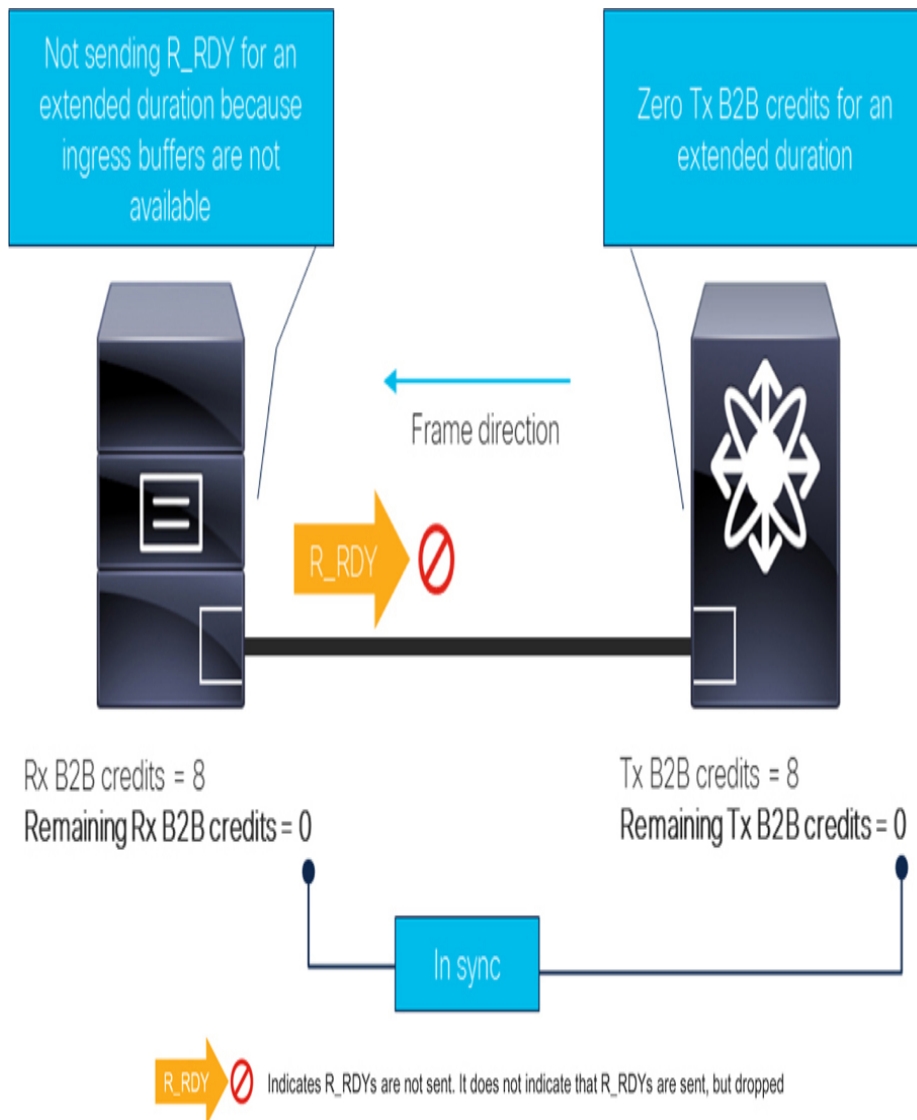 Not sending R_RDY for an
extended duration because
ingress buffers are not
available
Zero Tx B2B credits for an
extended duration
Frame direction
R_RDY
Rx B2B credits = 8
Remaining Rx B2B credits = 0
Tx B2B credits = 8
Remaining Tx B2B credits = 0
In sync
R_RDY
Indicates R_RDYs are not sent. It does not indicate that R_RDYs are sent, but dropped